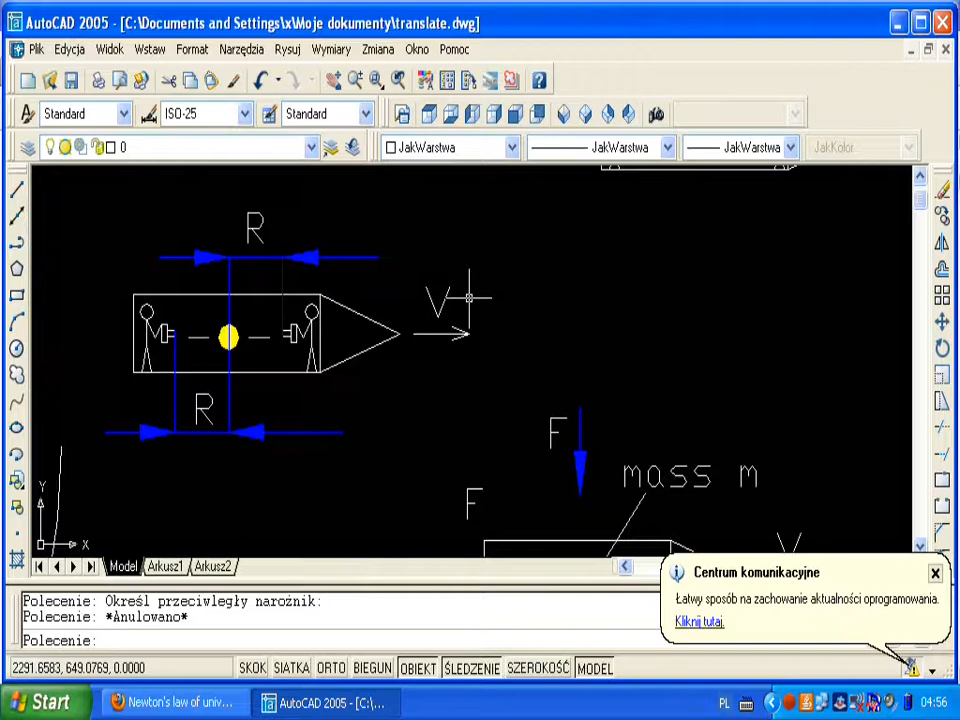 AutoCAD 2005 - [C:\Documents and Settings\x\Moje dokumenty\translate.dwg]
Plik Edycja Widok Wstaw Format Narzędzia Rysuj Wymiary Zmiana Okno Pomoc
Standard ISO-25 Standard
0 JakWarstwa JakWarstwa JakWarstwa JakKolor
R
V
R
F
mass m
F
V
Y
X
Model Arkusz1 Arkusz2
Centrum komunikacyjne
Łatwy sposób na zachowanie aktualności oprogramowania.
Kliknij tutaj.
Polecenie: Określ przeciwległy narożnik:
Polecenie: *Anulowano*
Polecenie:
2291.6583, 649.0769, 0.0000 SKOK SIATKA ORTO BIEGUN OBIEKT ŚLEDZENIE SZEROKOŚĆ MODEL
Start Newton's law of univ... AutoCAD 2005 - [C:\... PL 04:56